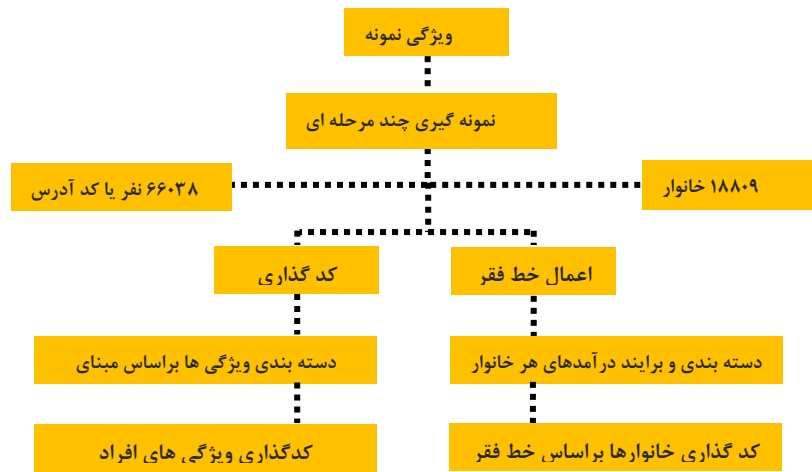 ویژگی نمونه
نمونه گیری چند مرحله ای
۱۸۸۰۹ خانوار
۶۶۰۳۸ نفر یا کد آدرس
اعمال خط فقر
کد گذاری
دسته بندی و برایند درآمدهای هر خانوار
دسته بندی ویژگی ها براساس مبنای
کد گذاری خانوارها براساس خط فقر
کدگذاری ویژگی های افراد